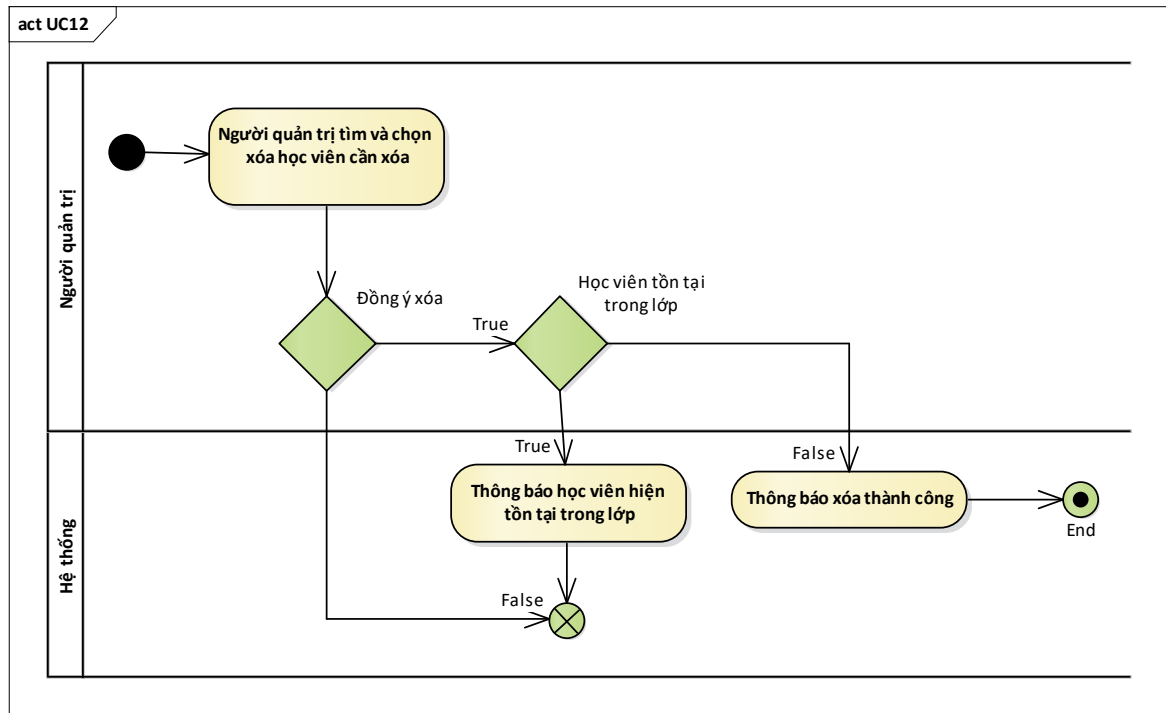 act UC12
Người quản trị
Người quản trị tìm và chọn
xóa học viên cần xóa
Đồng ý xóa
Học viên tồn tại
trong lớp
True
Hệ thống
True
False
Thông báo học viên hiện
tồn tại trong lớp
Thông báo xóa thành công
End
False